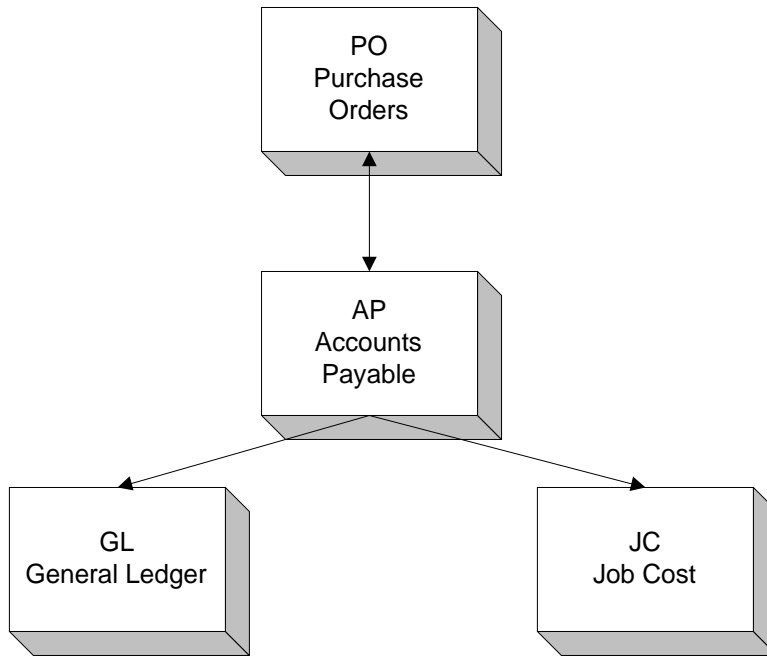 PO
Purchase
Orders
AP
Accounts
Payable
GL
General Ledger
JC
Job Cost